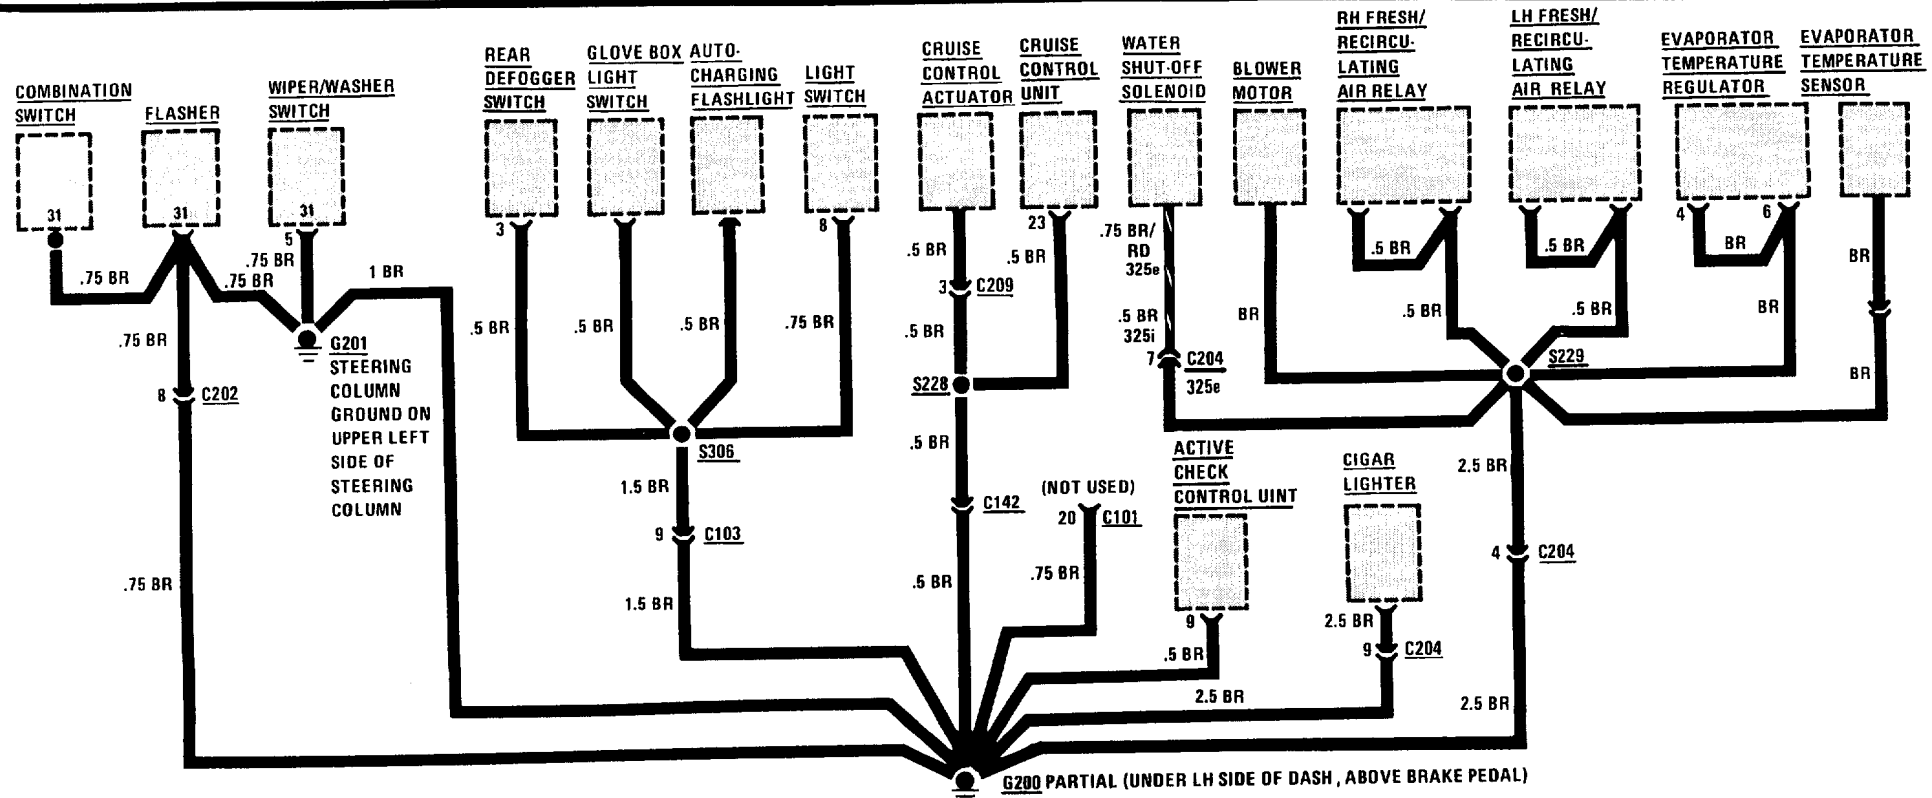 COMBINATION
SWITCH
FLASHER
WIPER/WASHER
SWITCH
REAR
DEFOGGER
SWITCH
GLOVE BOX
LIGHT
SWITCH
AUTO-
CHARGING
FLASHLIGHT
LIGHT
SWITCH
CRUISE
CONTROL
ACTUATOR
CRUISE
CONTROL
UNIT
WATER
SHUT-OFF
SOLENOID
BLOWER
MOTOR
RH FRESH/
RECIRCU-
LATING
AIR RELAY
LH FRESH/
RECIRCU-
LATING
AIR RELAY
EVAPORATOR
TEMPERATURE
REGULATOR
EVAPORATOR
TEMPERATURE
SENSOR
31
31
31
5
3
8
23
4
6
.75 BR
.75 BR
.75 BR
1 BR
.5 BR
.5 BR
.75 BR/
RD
325e
.5 BR
.5 BR
BR
BR
3
C209
.75 BR
.5 BR
.5 BR
.5 BR
.75 BR
.5 BR
.5 BR
325i
BR
.5 BR
.5 BR
BR
G201
STEERING
COLUMN
GROUND ON
UPPER LEFT
SIDE OF
STEERING
COLUMN
7
C204
325e
S229
BR
8
C202
S228
S306
.5 BR
1.5 BR
9
C103
C142
(NOT USED)
20
C101
ACTIVE
CHECK
CONTROL UINT
CIGAR
LIGHTER
2.5 BR
4
C204
.75 BR
1.5 BR
.5 BR
.75 BR
9
.5 BR
2.5 BR
9
C204
2.5 BR
2.5 BR
G200 PARTIAL (UNDER LH SIDE OF DASH, ABOVE BRAKE PEDAL)